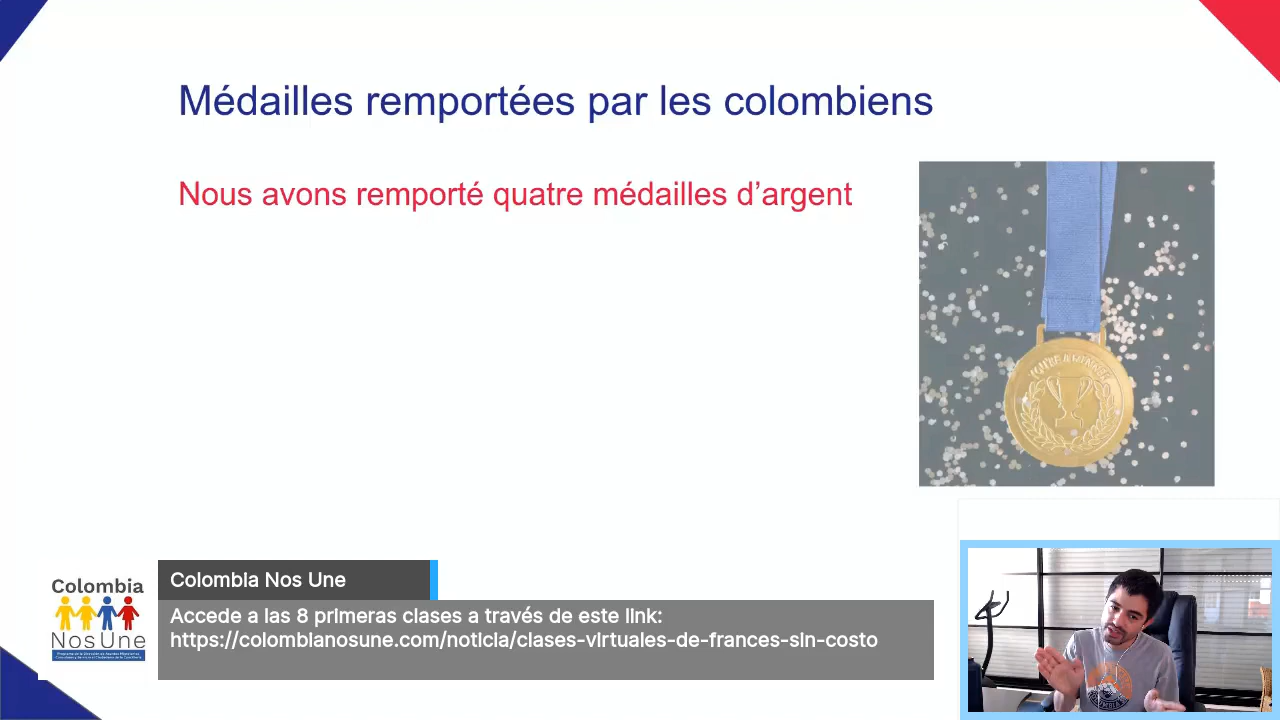 Médailles remportées par les colombiens
Nous avons remporté quatre médailles d’argent
Colombia
Nos Une
Colombia Nos Une
Accede a las 8 primeras clases a través de este link:
https://colombianosune.com/noticia/clases-virtuales-de-frances-sin-costo